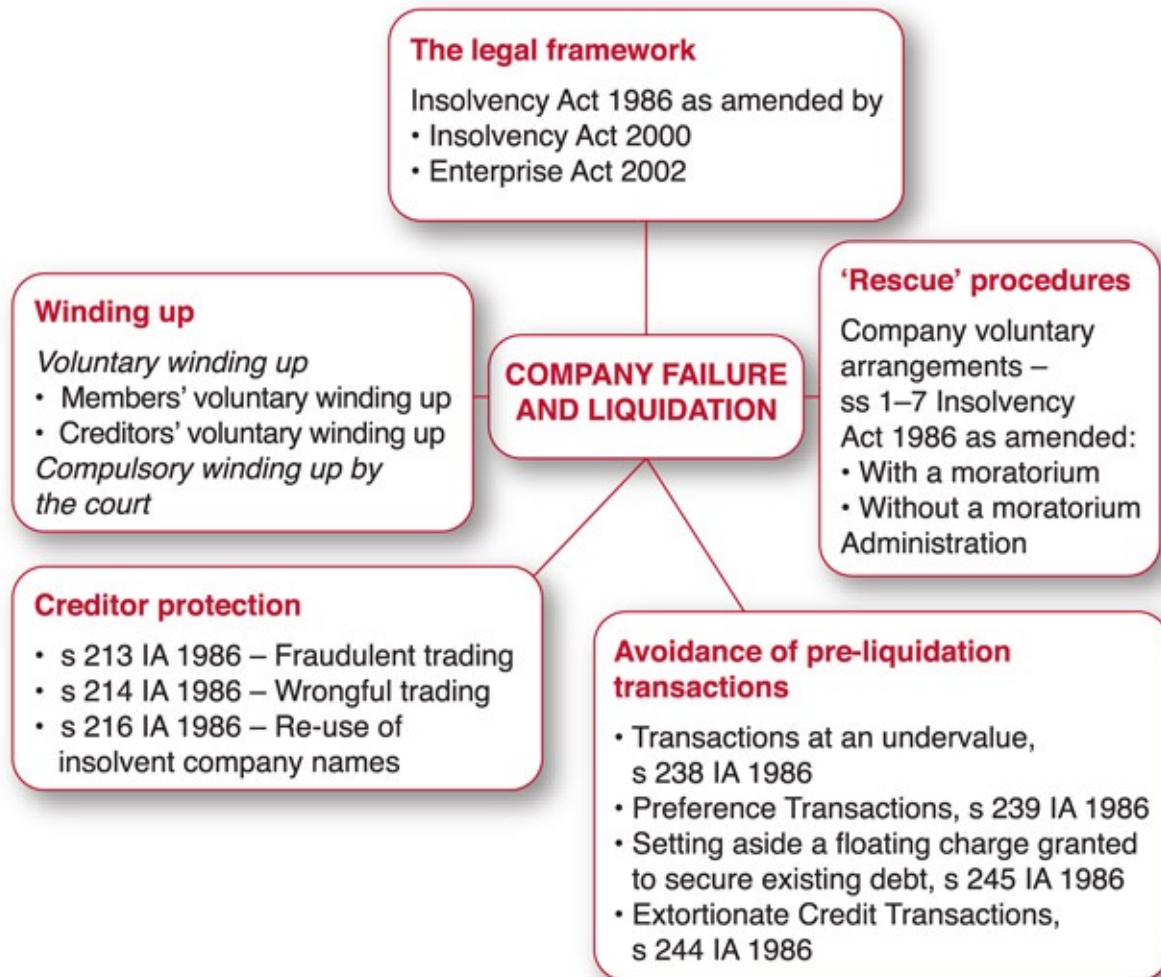 The legal framework
Insolvency Act 1986 as amended by
• Insolvency Act 2000
• Enterprise Act 2002
Winding up
Voluntary winding up
• Members’ voluntary winding up
• Creditors’ voluntary winding up
Compulsory winding up by
the court
COMPANY FAILURE
AND LIQUIDATION
‘Rescue’ procedures
Company voluntary
arrangements –
ss 1–7 Insolvency
Act 1986 as amended:
• With a moratorium
• Without a moratorium
Administration
Creditor protection
• s 213 IA 1986 – Fraudulent trading
• s 214 IA 1986 – Wrongful trading
• s 216 IA 1986 – Re-use of
insolvent company names
Avoidance of pre-liquidation
transactions
• Transactions at an undervalue,
s 238 IA 1986
• Preference Transactions, s 239 IA 1986
• Setting aside a floating charge granted
to secure existing debt, s 245 IA 1986
• Extortionate Credit Transactions,
s 244 IA 1986